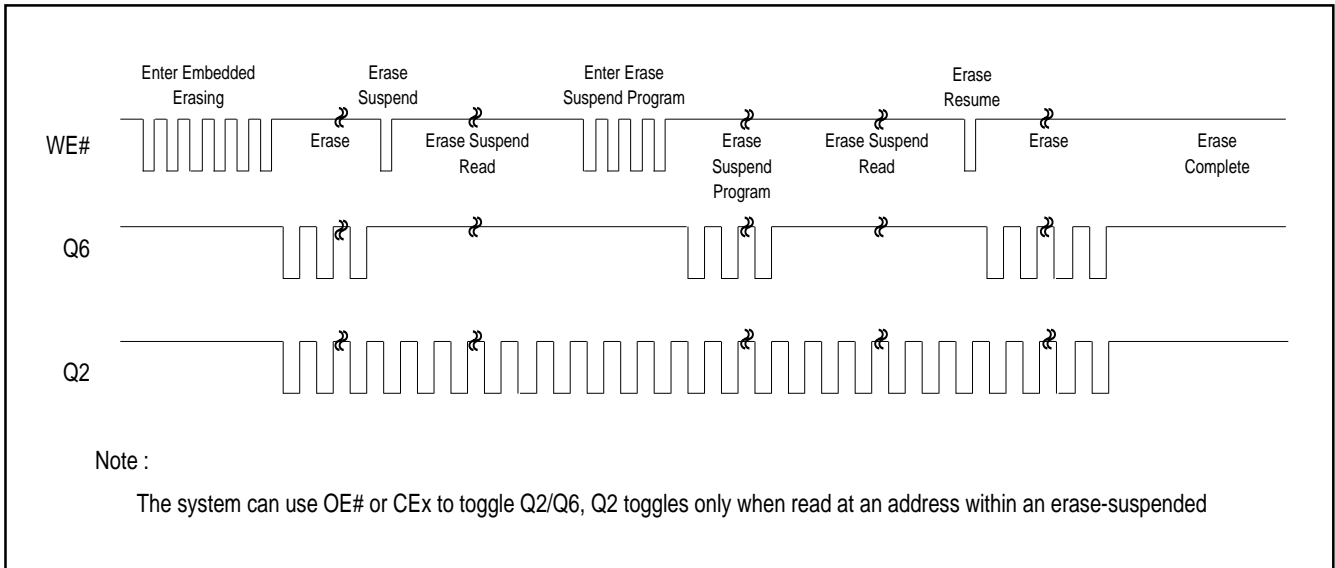 Enter Embedded
Erasing
Erase
Suspend
Enter Erase
Suspend Program
Erase
Resume
WE#
Erase
Erase Suspend
Read
Erase
Suspend
Program
Erase Suspend
Read
Erase
Erase
Complete
Q6
Q2
Note :
The system can use OE# or CEx to toggle Q2/Q6, Q2 toggles only when read at an address within an erase-suspended